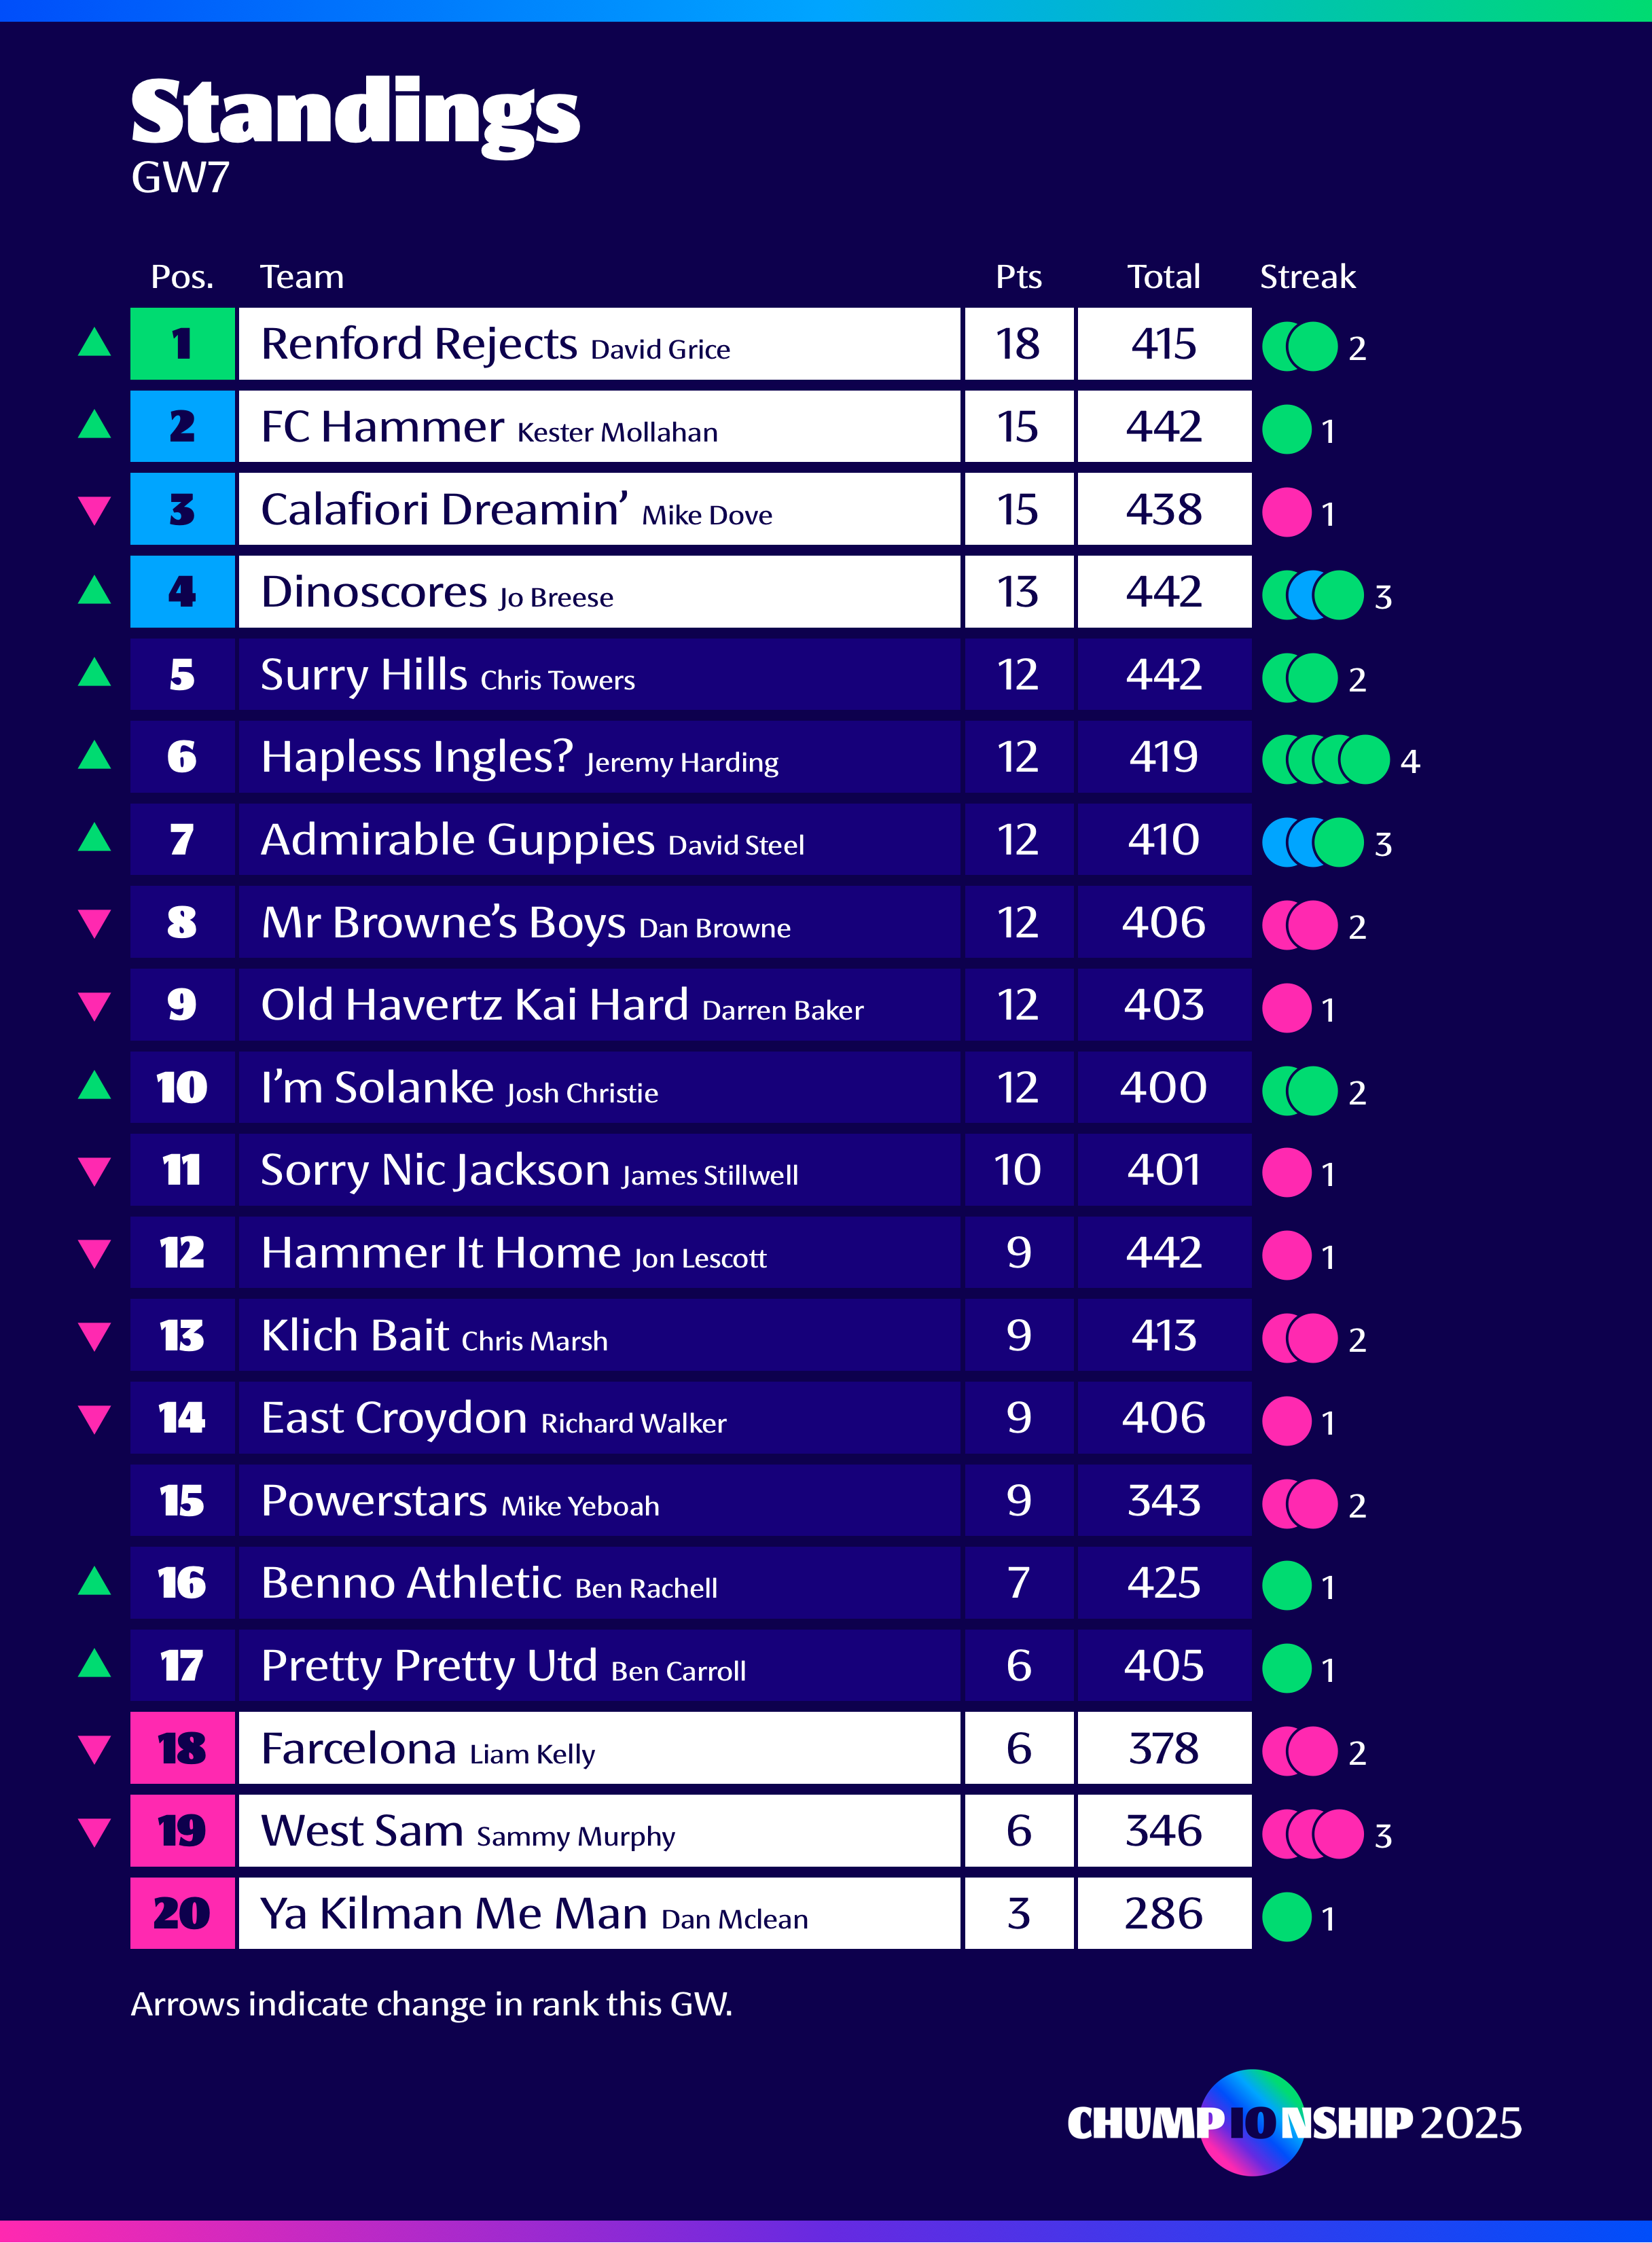 Standings
GW7
Pos. Team Pts Total Streak
1 Renford Rejects David Grice 18 415 2
2 FC Hammer Kester Mollahan 15 442 1
3 Calafiori Dreamin’ Mike Dove 15 438 1
4 Dinoscores Jo Breese 13 442 3
5 Surry Hills Chris Towers 12 442 2
6 Hapless Ingles? Jeremy Harding 12 419 4
7 Admirable Guppies David Steel 12 410 3
8 Mr Browne’s Boys Dan Browne 12 406 2
9 Old Havertz Kai Hard Darren Baker 12 403 1
10 I’m Solanke Josh Christie 12 400 2
11 Sorry Nic Jackson James Stillwell 10 401 1
12 Hammer It Home Jon Lescott 9 442 1
13 Klich Bait Chris Marsh 9 413 2
14 East Croydon Richard Walker 9 406 1
15 Powerstars Mike Yeboah 9 343 2
16 Benno Athletic Ben Rachell 7 425 1
17 Pretty Pretty Utd Ben Carroll 6 405 1
18 Farcelona Liam Kelly 6 378 2
19 West Sam Sammy Murphy 6 346 3
20 Ya Kilman Me Man Dan Mclean 3 286 1
Arrows indicate change in rank this GW.
CHUMP10NSHIP 2025